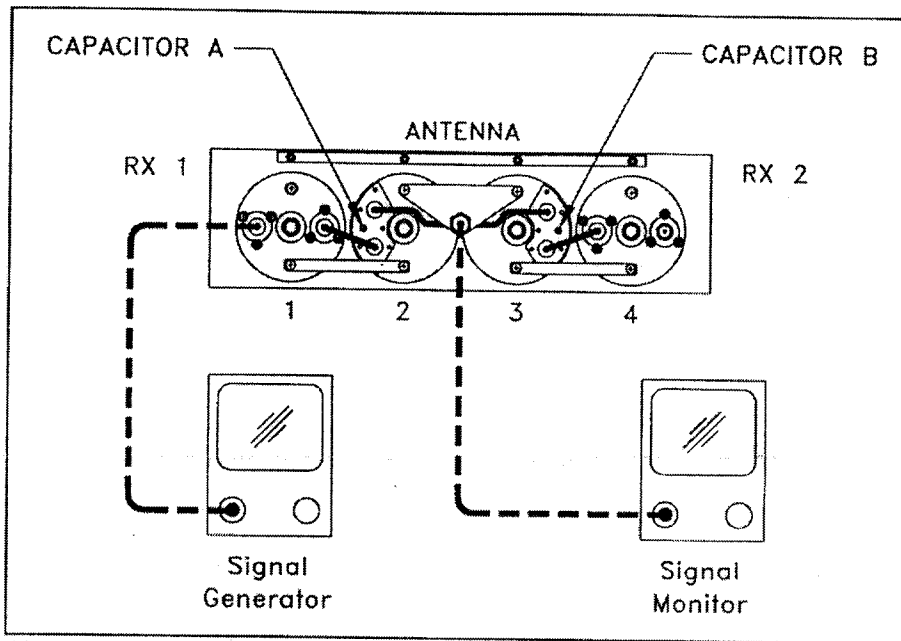 CAPACITOR A
CAPACITOR B
ANTENNA
RX 1
RX 2
1 2 3 4
Signal
Generator
Signal
Monitor